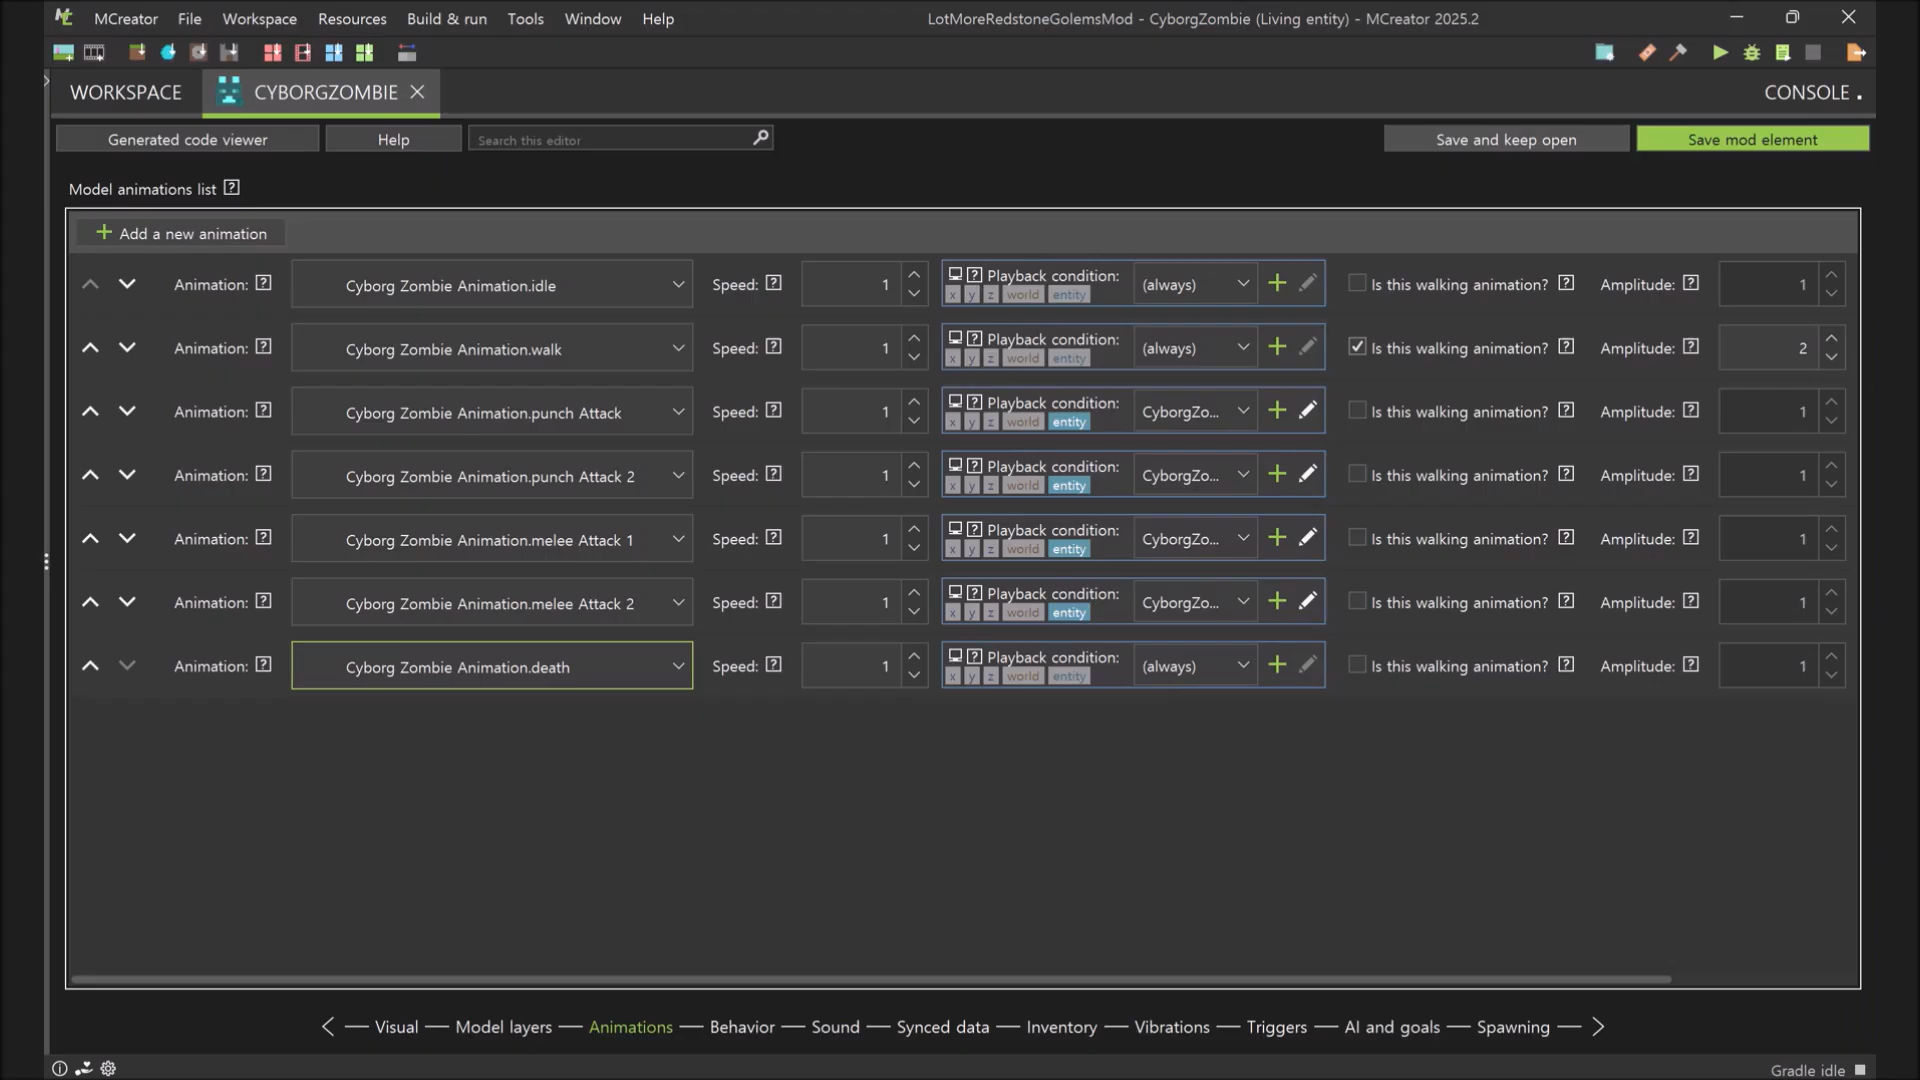 MCreator File Workspace Resources Build & run Tools Window Help LotMoreRedstoneGolemsMod - CyborgZombie (Living entity) - MCreator 2025.2
WORKSPACE CYBORGZOMBIE CONSOLE .
Generated code viewer Help Search this editor Save and keep open Save mod element
Model animations list ?
+ Add a new animation
Animation: ? Cyborg Zombie Animation.idle Speed: ? 1 ? Playback condition: x y z world entity (always) Is this walking animation? ? Amplitude: ? 1
Animation: ? Cyborg Zombie Animation.walk Speed: ? 1 ? Playback condition: x y z world entity (always) Is this walking animation? ? Amplitude: ? 2
Animation: ? Cyborg Zombie Animation.punch Attack Speed: ? 1 ? Playback condition: x y z world entity CyborgZo... Is this walking animation? ? Amplitude: ? 1
Animation: ? Cyborg Zombie Animation.punch Attack 2 Speed: ? 1 ? Playback condition: x y z world entity CyborgZo... Is this walking animation? ? Amplitude: ? 1
Animation: ? Cyborg Zombie Animation.melee Attack 1 Speed: ? 1 ? Playback condition: x y z world entity CyborgZo... Is this walking animation? ? Amplitude: ? 1
Animation: ? Cyborg Zombie Animation.melee Attack 2 Speed: ? 1 ? Playback condition: x y z world entity CyborgZo... Is this walking animation? ? Amplitude: ? 1
Animation: ? Cyborg Zombie Animation.death Speed: ? 1 ? Playback condition: x y z world entity (always) Is this walking animation? ? Amplitude: ? 1
Visual — Model layers — Animations — Behavior — Sound — Synced data — Inventory — Vibrations — Triggers — AI and goals — Spawning —
Gradle idle